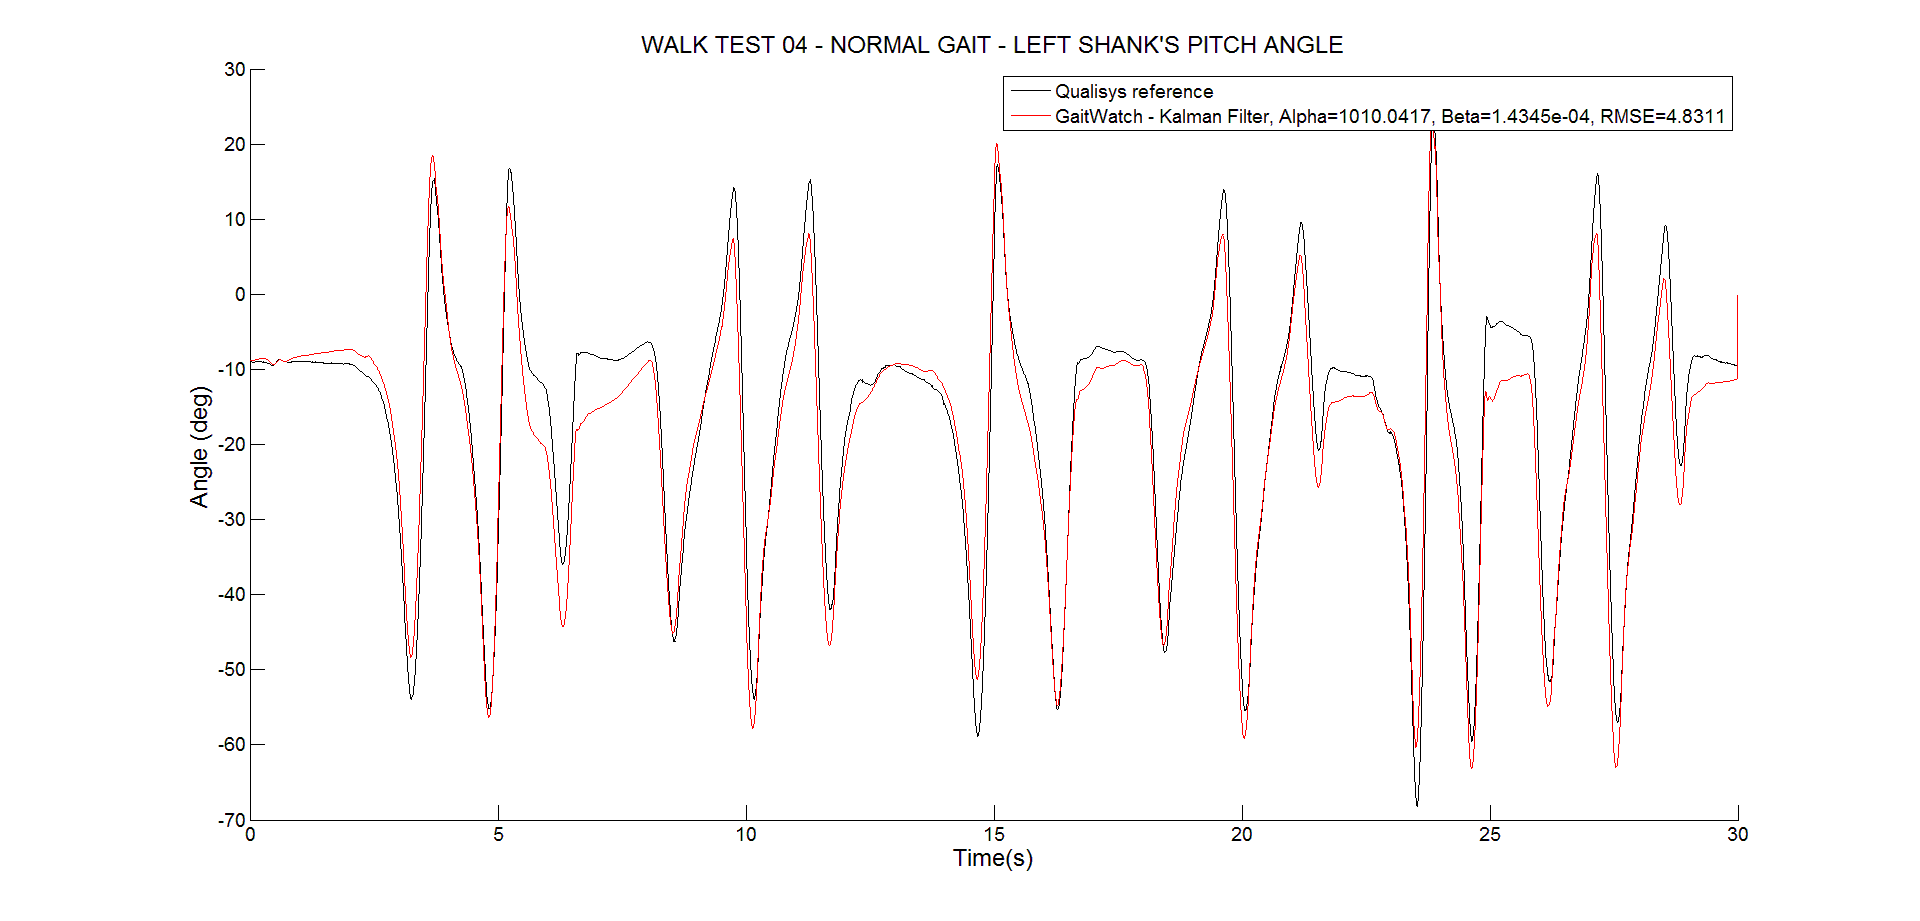 WALK TEST 04 - NORMAL GAIT - LEFT SHANK'S PITCH ANGLE
Qualisys reference
GaitWatch - Kalman Filter, Alpha=1010.0417, Beta=1.4345e-04, RMSE=4.8311
30
20
10
0
-10
-20
-30
-40
-50
-60
-70
Angle (deg)
0 5 10 15 20 25 30
Time(s)